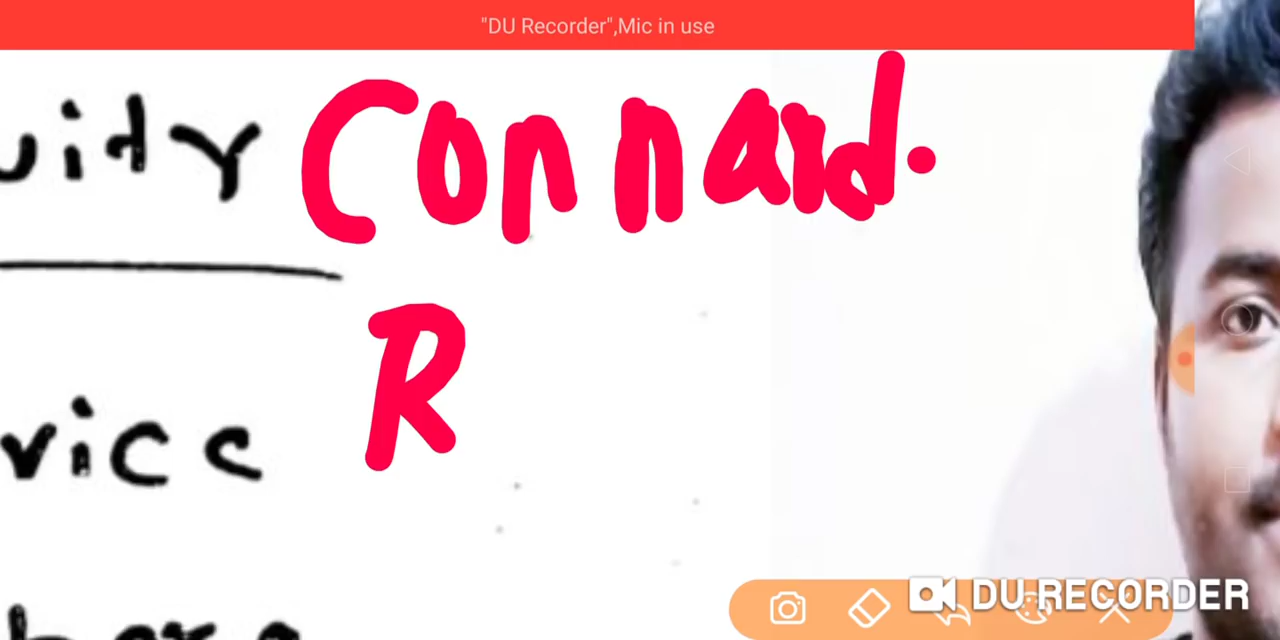 "DU Recorder",Mic in use
uity Connard.
R
vice
DU RECORDER